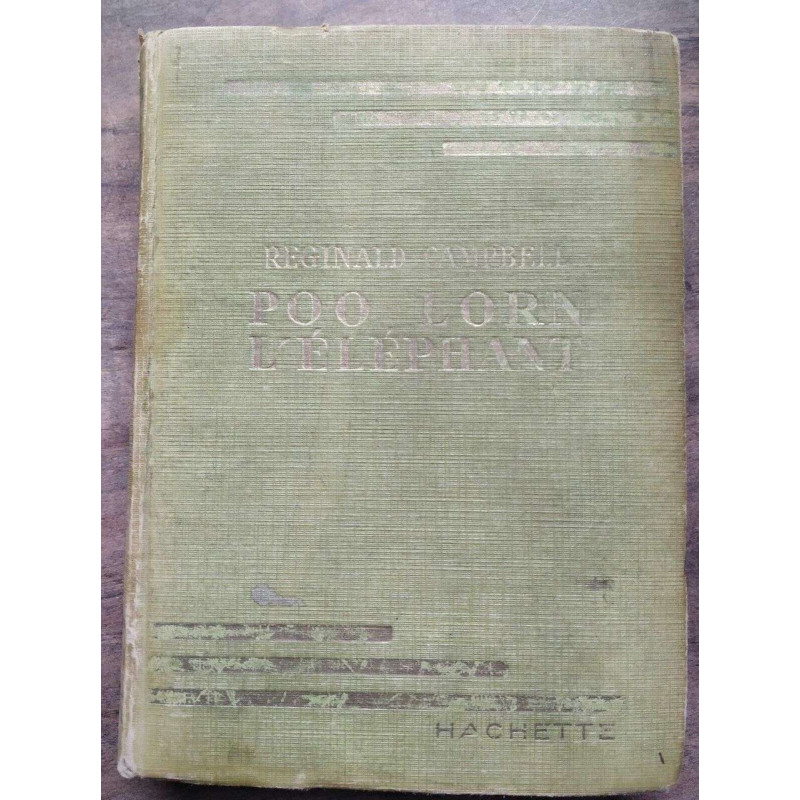 REGINALD CAMPBELL
POO LORN
L'ÉLÉPHANT
HACHETTE